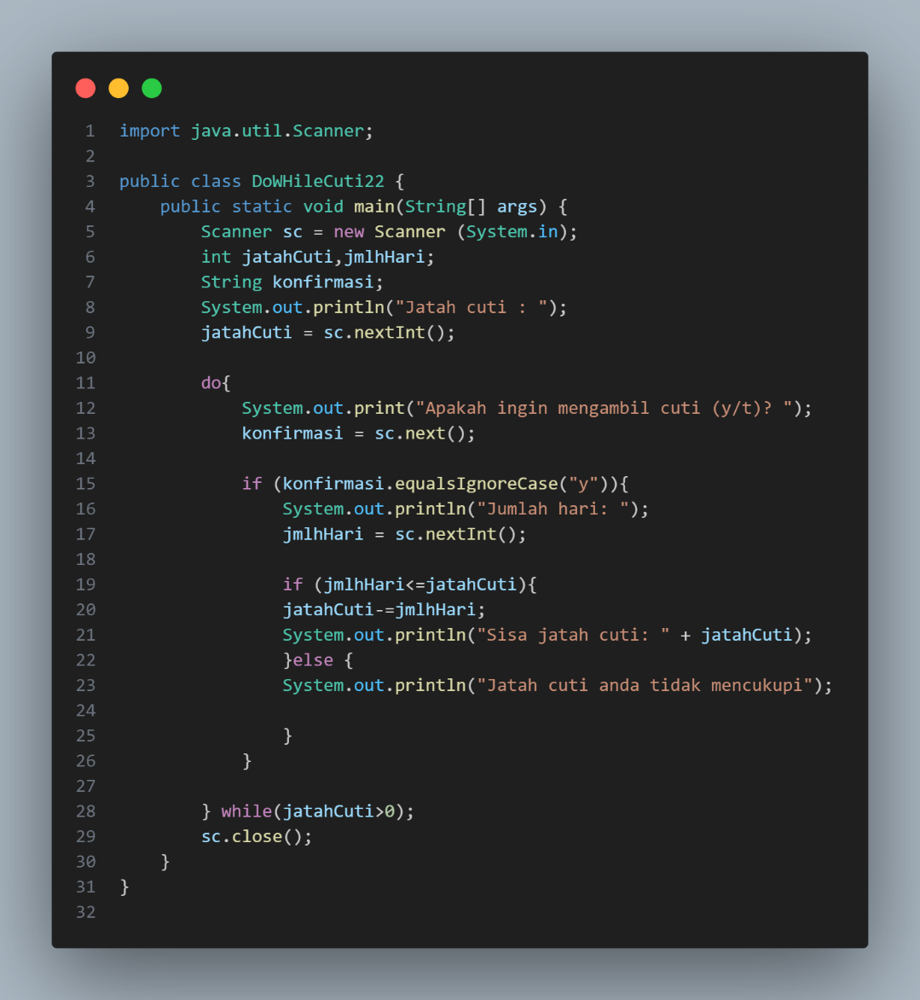 1 import java.util.Scanner;
2
3 public class DoWHileCuti22 {
4     public static void main(String[] args) {
5         Scanner sc = new Scanner (System.in);
6         int jatahCuti,jmlhHari;
7         String konfirmasi;
8         System.out.println("Jatah cuti : ");
9         jatahCuti = sc.nextInt();
10
11         do{
12             System.out.print("Apakah ingin mengambil cuti (y/t)? ");
13             konfirmasi = sc.next();
14
15             if (konfirmasi.equalsIgnoreCase("y")){
16                 System.out.println("Jumlah hari: ");
17                 jmlhHari = sc.nextInt();
18
19                 if (jmlhHari<=jatahCuti){
20                 jatahCuti-=jmlhHari;
21                 System.out.println("Sisa jatah cuti: " + jatahCuti);
22                 }else {
23                 System.out.println("Jatah cuti anda tidak mencukupi");
24
25                 }
26             }
27
28         } while(jatahCuti>0);
29         sc.close();
30     }
31 }
32